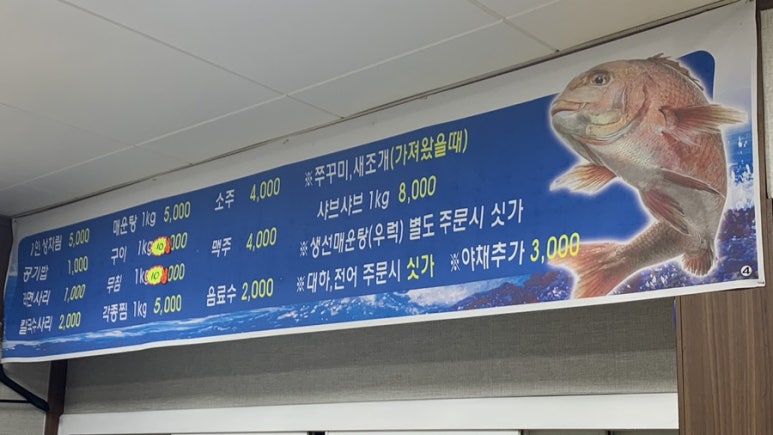 1인상차림 5,000
공기밥 1,000
라면사리 1,000
칼국수사리 2,000
매운탕 1kg 5,000
구이 1kg 10,000
무침 1kg 10,000
각종찜 1kg 5,000
소주 4,000
맥주 4,000
음료수 2,000
※쭈꾸미,새조개(가져왔을때)
샤브샤브 1kg 8,000
※생선매운탕(우럭) 별도 주문시 싯가
※대하,전어 주문시 싯가 ※야채추가 3,000
4